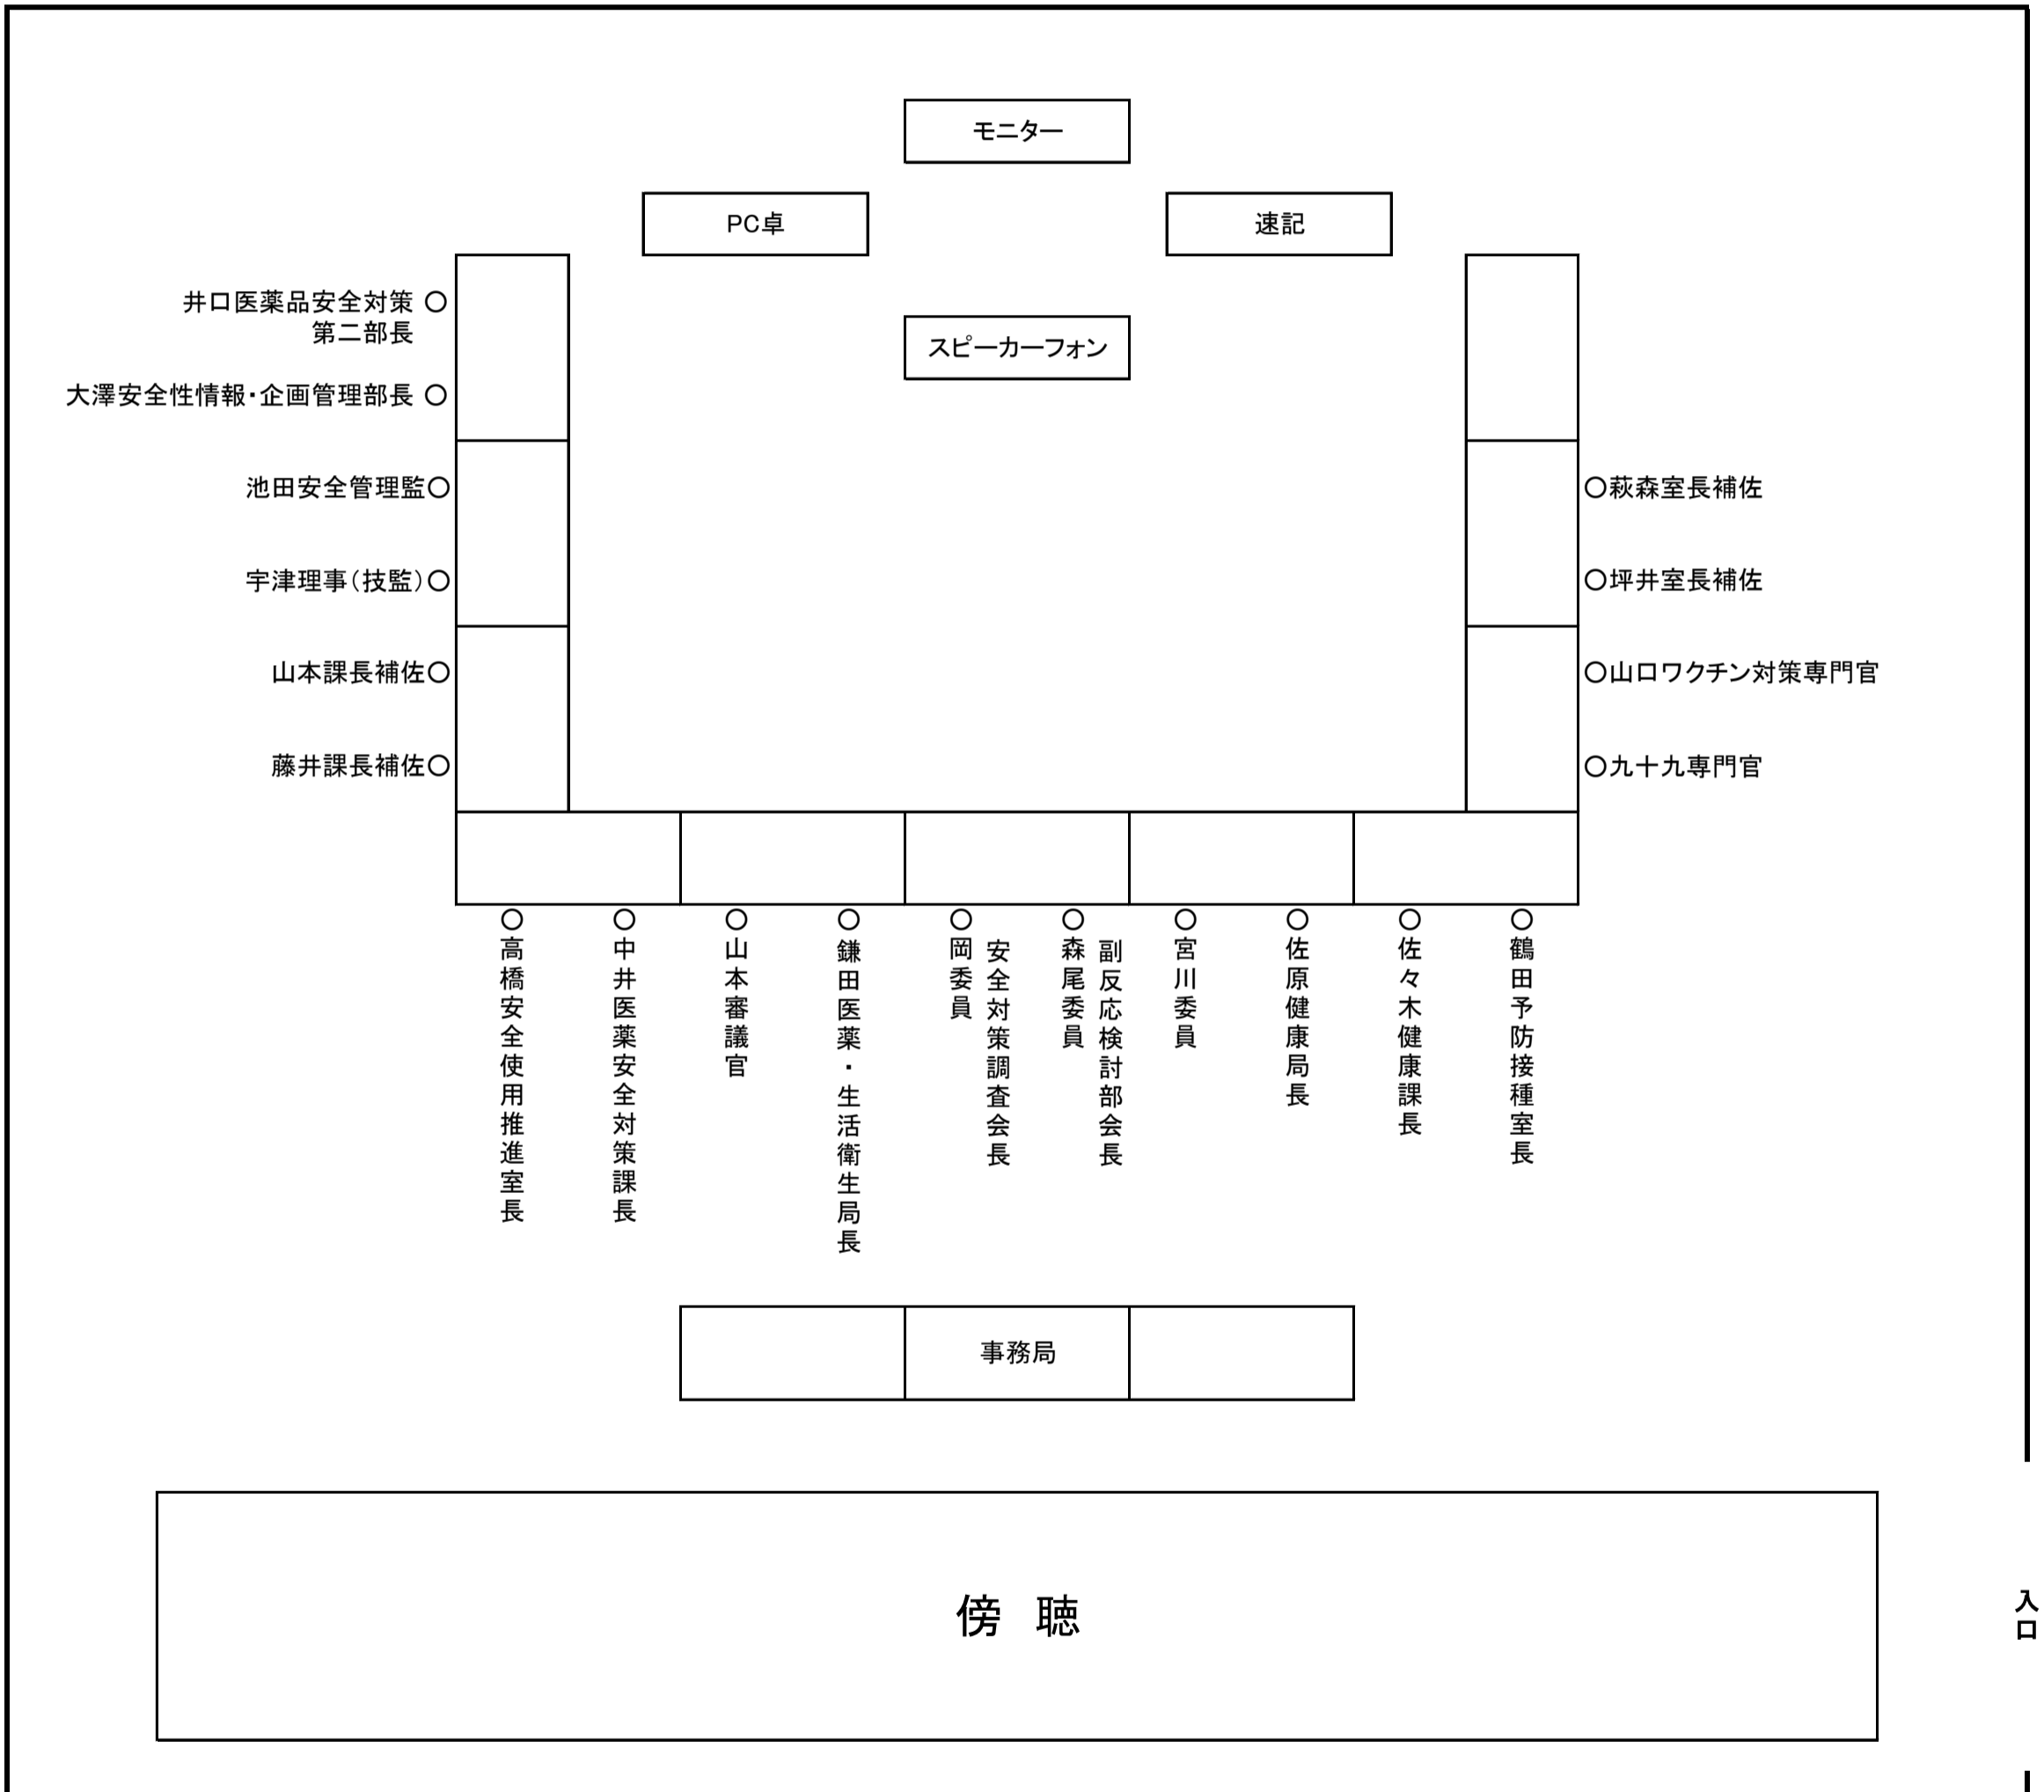 モニター
PC卓
速記
スピーカーフォン
井口医薬品安全対策○
第二部長
大澤安全性情報・企画管理部長○
池田安全管理監○
宇津理事（技監）○
山本課長補佐○
藤井課長補佐○
○萩森室長補佐
○坪井室長補佐
○山口ワクチン対策専門官
○九十九専門官
○高橋安全使用推進室長
○中井医薬安全対策課長
○山本審議官
○鎌田医薬・生活衛生局長
○岡委員
安全対策調査会長
○森尾委員
副反応検討部会長
○宮川委員
○佐原健康局長
○佐々木健康課長
○鶴田予防接種室長
事務局
傍　聴
入口